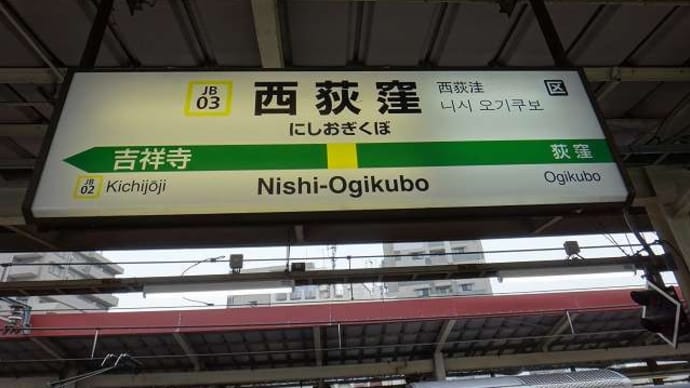 JB
03
西荻窪
にしおぎくぼ
西荻洼
니시 오기쿠보
区
吉祥寺
荻窪
JB
02
Kichijōji
Nishi-Ogikubo
Ogikubo